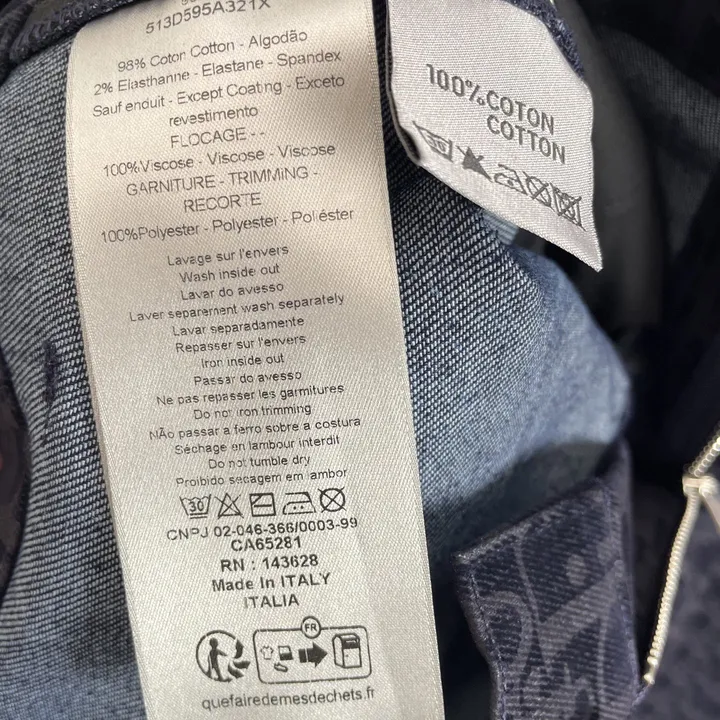 513D595A321X
98% Coton Cotton - Algodão
2% Elasthanne - Elastane - Spandex
Sauf enduit - Except Coating - Exceto
revestimento
FLOCAGE - -
100%Viscose - Viscose - Viscose
GARNITURE - TRIMMING -
RECORTE
100%Polyester - Polyester - Poliéster
Lavage sur l'envers
Wash inside out
Lavar do avesso
Laver separement wash separately
Lavar separadamente
Repasser sur l'envers
Iron inside out
Passar do avesso
Ne pas repasser les garnitures
Do not iron trimming
NÃo passar a ferro sobre a costura
Séchage en tambour interdit
Do not tumble dry
Proibido secagem em tambor
30
CNPJ 02-046-366/0003-99
CA65281
RN : 143628
Made In ITALY
ITALIA
FR
quefairedemesdechets.fr
100%COTON
COTTON
30